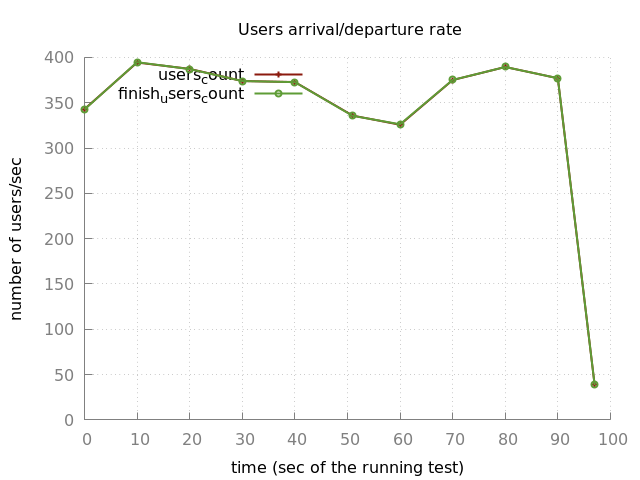 Users arrival/departure rate
400
350
300
250
200
150
100
50
0
users_count
finish_users_count
number of users/sec
0 10 20 30 40 50 60 70 80 90 100
time (sec of the running test)